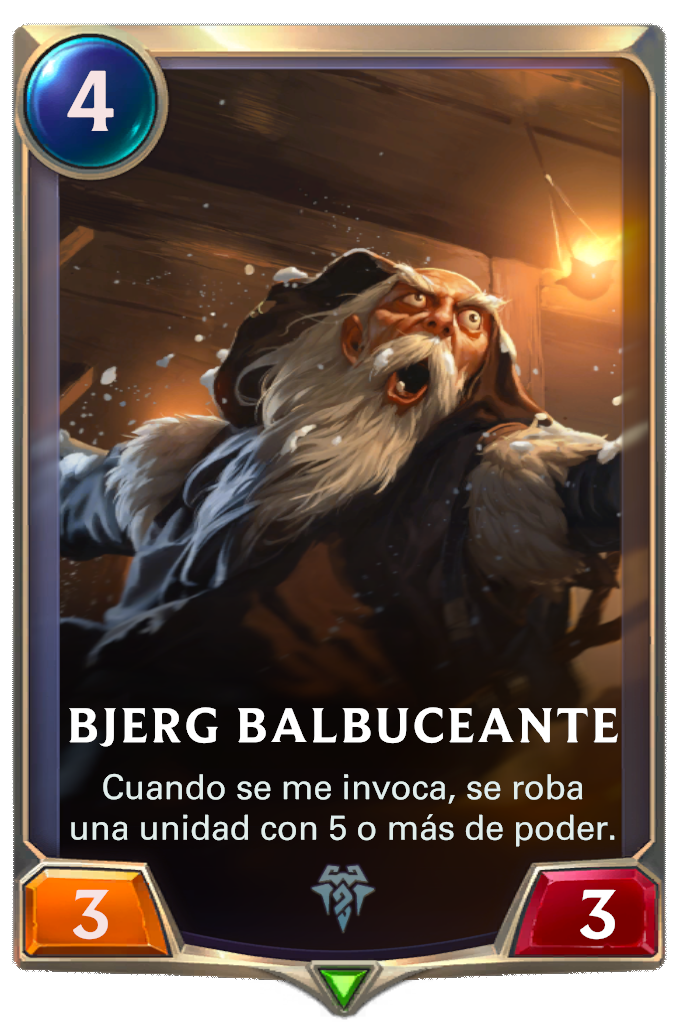 4
BJERG BALBUCEANTE
Cuando se me invoca, se roba
una unidad con 5 o más de poder.
3
3